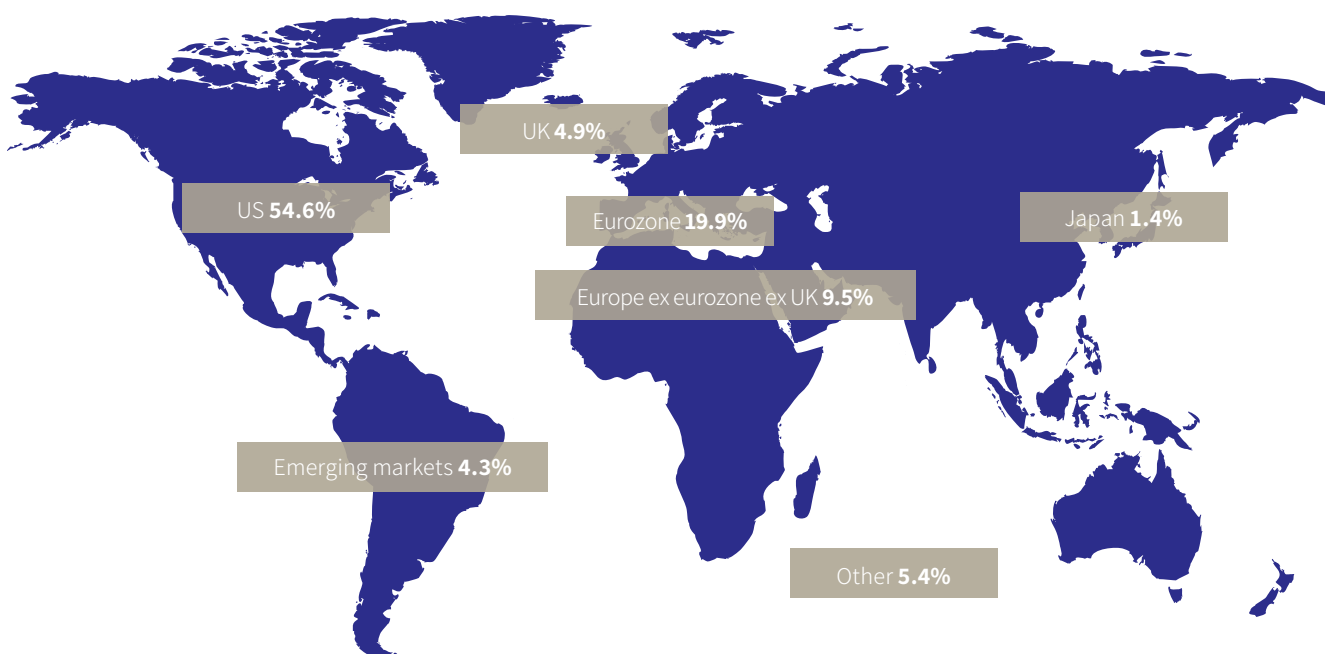 UK 4.9%
US 54.6%
Eurozone 19.9%
Japan 1.4%
Europe ex eurozone ex UK 9.5%
Emerging markets 4.3%
Other 5.4%